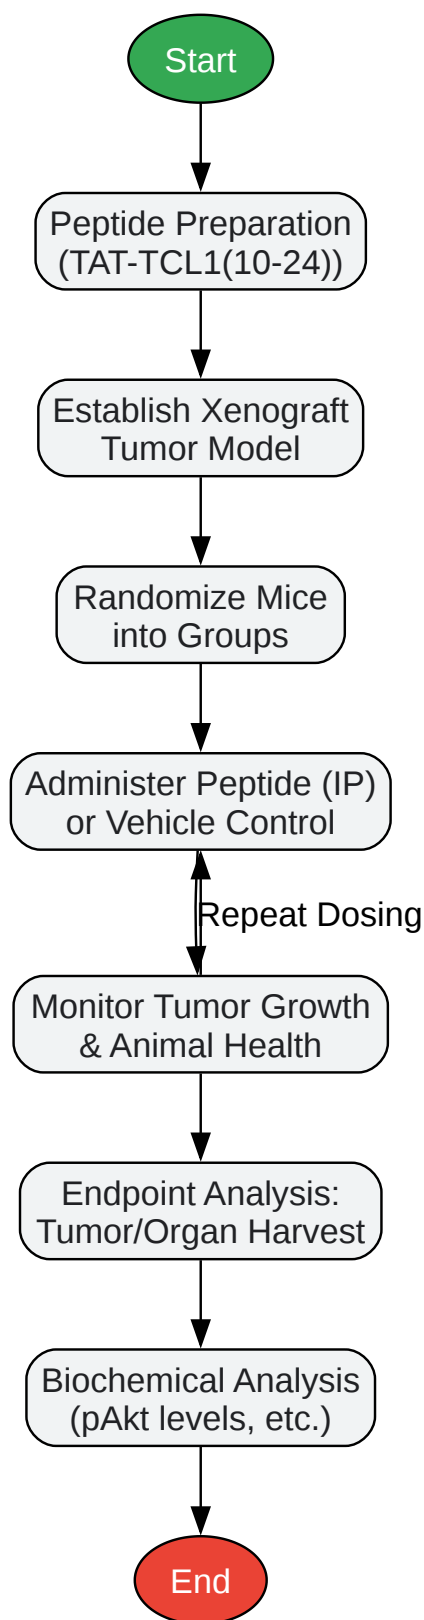 Start
Peptide Preparation
(TAT-TCL1(10-24))
Establish Xenograft
Tumor Model
Randomize Mice
into Groups
Administer Peptide (IP)
or Vehicle Control
Repeat Dosing
Monitor Tumor Growth
& Animal Health
Endpoint Analysis:
Tumor/Organ Harvest
Biochemical Analysis
(pAkt levels, etc.)
End